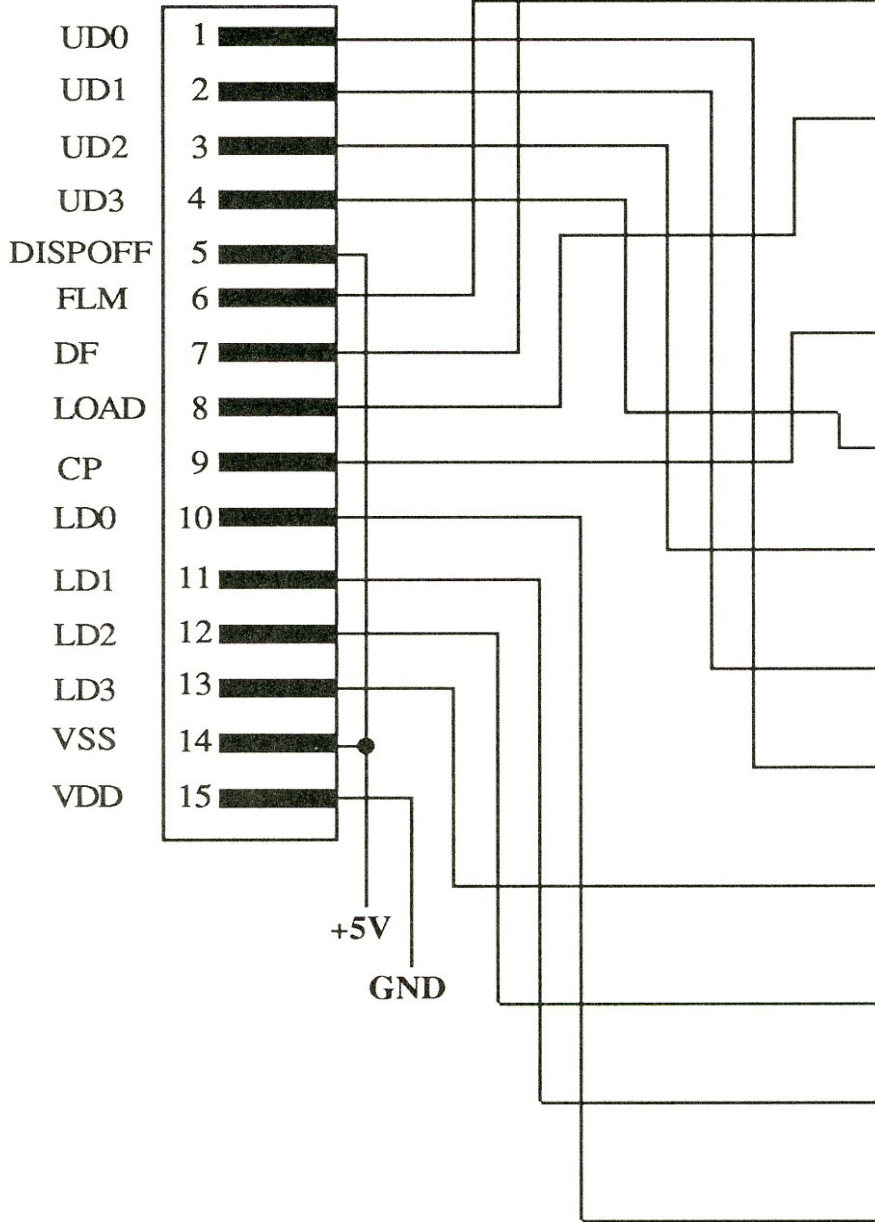 UD0 1
UD1 2
UD2 3
UD3 4
DISPOFF 5
FLM 6
DF 7
LOAD 8
CP 9
LD0 10
LD1 11
LD2 12
LD3 13
VSS 14
VDD 15
+5V
GND